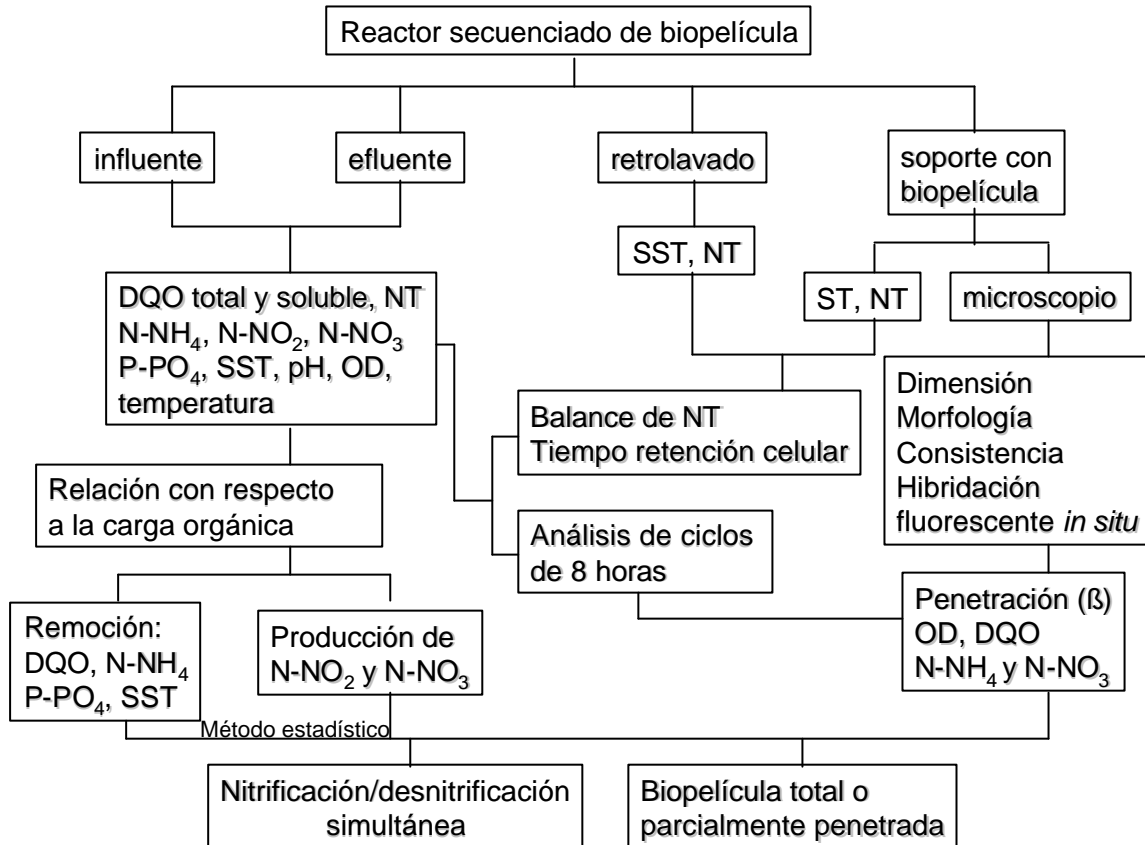 Reactor secuenciado de biopelícula
influente
efluente
retrolavado
soporte con
biopelícula
SST, NT
ST, NT
microscopio
DQO total y soluble, NT
N-NH₄, N-NO₂, N-NO₃
P-PO₄, SST, pH, OD,
temperatura
Balance de NT
Tiempo retención celular
Dimensión
Morfología
Consistencia
Hibridación
fluorescente in situ
Relación con respecto
a la carga orgánica
Análisis de ciclos
de 8 horas
Remoción:
DQO, N-NH₄
P-PO₄, SST
Producción de
N-NO₂ y N-NO₃
Penetración (ß)
OD, DQO
N-NH₄ y N-NO₃
Método estadístico
Nitrificación/desnitrificación
simultánea
Biopelícula total o
parcialmente penetrada